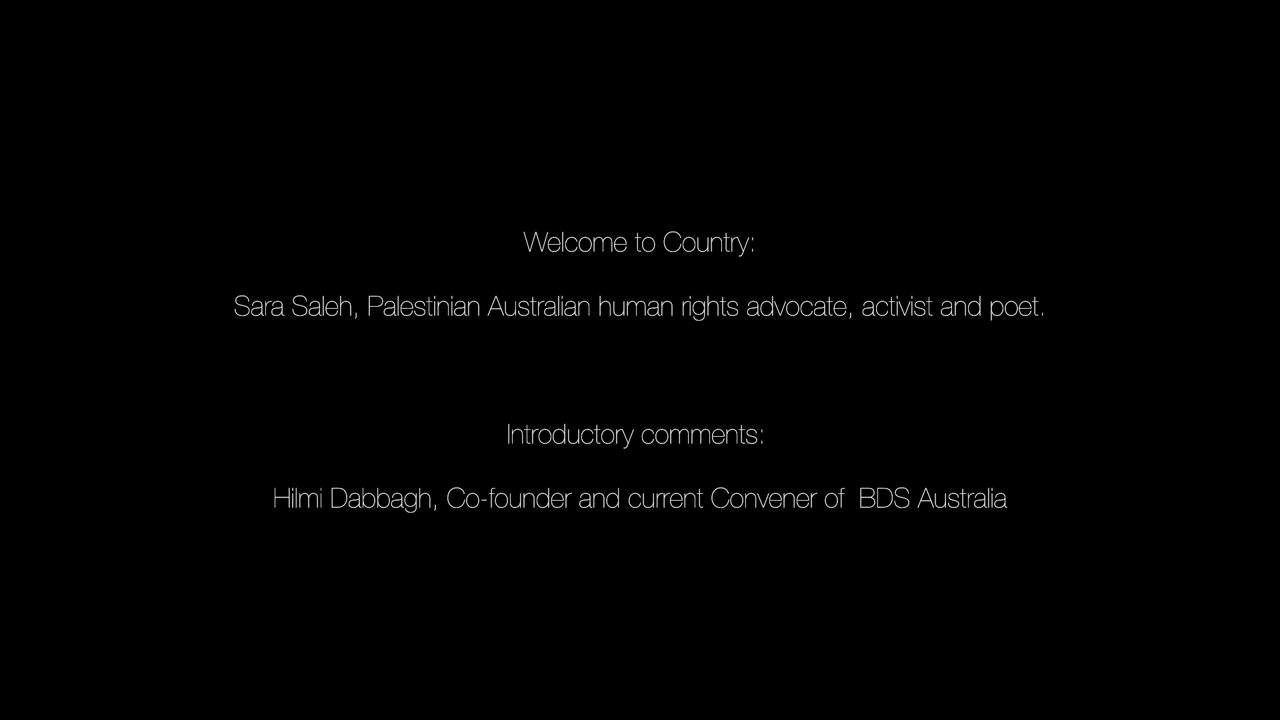 Welcome to Country:
Sara Saleh, Palestinian Australian human rights advocate, activist and poet.
Introductory comments:
Hilmi Dabbagh, Co-founder and current Convener of  BDS Australia